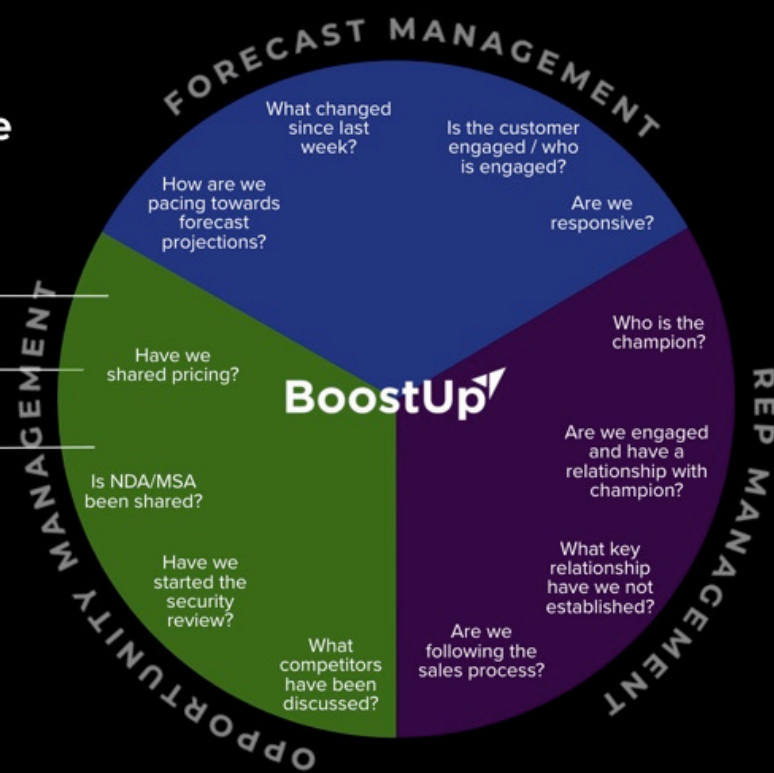 FORECAST MANAGEMENT
e
What changed
since last
week?
Is the customer
engaged / who
is engaged?
How are we
pacing towards
forecast
projections?
Are we
responsive?
Who is the
champion?
Are we engaged
and have a
relationship with
champion?
What key
relationship
have we not
established?
Are we
following the
sales process?
REP MANAGEMENT
BoostUp
Have we
shared pricing?
Is NDA/MSA
been shared?
Have we
started the
security
review?
What
competitors
have been
discussed?
OPPORTUNITY MANAGEMENT